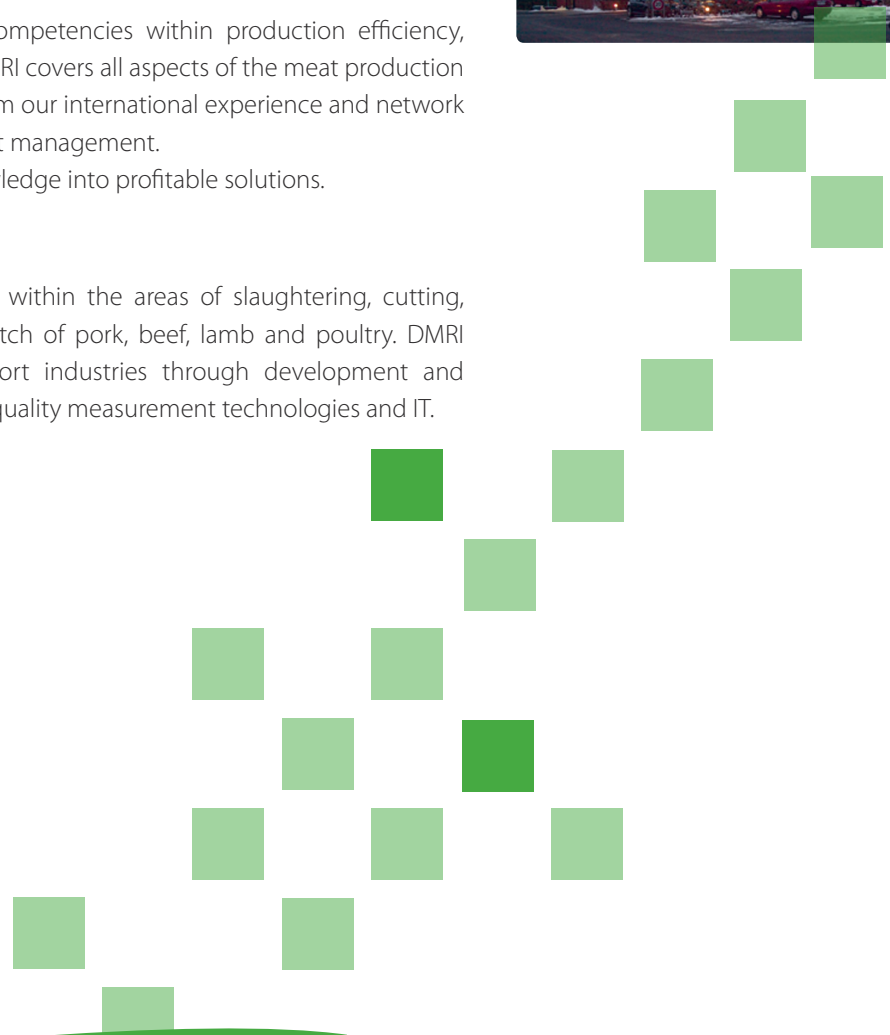 ompetencies within production efficiency,
RI covers all aspects of the meat production
m our international experience and network
t management.
ledge into profitable solutions.
within the areas of slaughtering, cutting,
tch of pork, beef, lamb and poultry. DMRI
ort industries through development and
quality measurement technologies and IT.